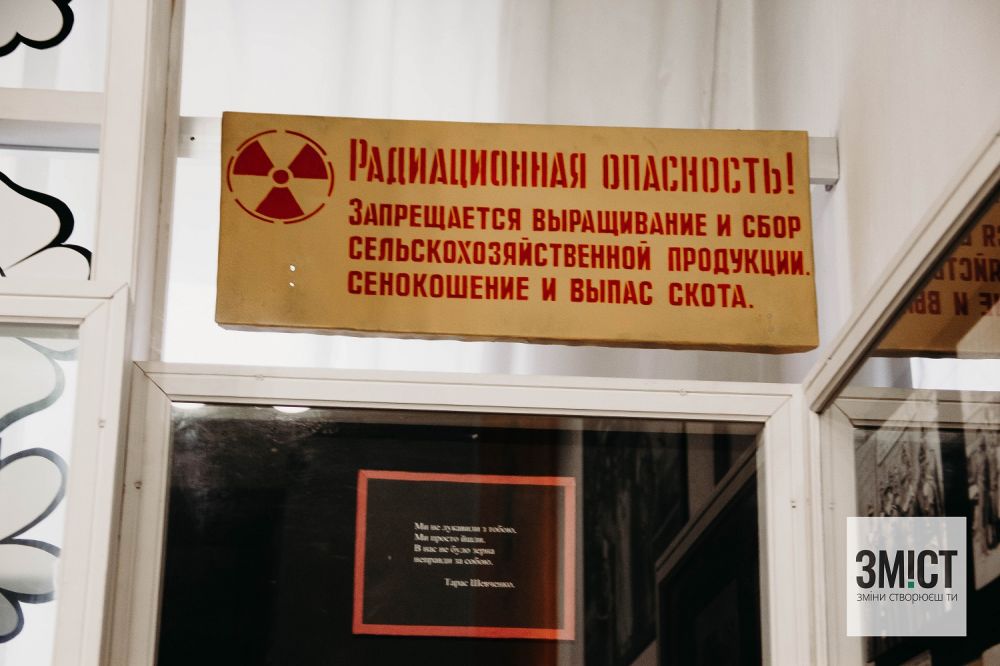 РАДИАЦИОННАЯ ОПАСНОСТЬ!
ЗАПРЕЩАЕТСЯ ВЫРАЩИВАНИЕ И СБОР
СЕЛЬСКОХОЗЯЙСТВЕННОЙ ПРОДУКЦИИ.
СЕНОКОШЕНИЕ И ВЫПАС СКОТА.
Ми не лукавили з тобою.
Ми просто йшли.
В нас не було зерна
неправди за собою.
Тарас Шевченко.
ЗМІСТ
ЗМІНИ СТВОРЮЄШ ТИ